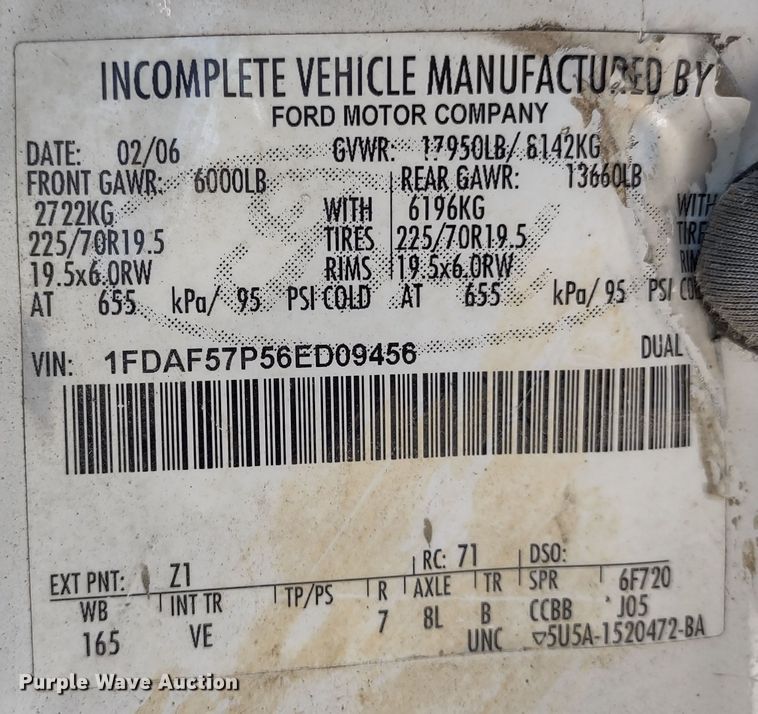 INCOMPLETE VEHICLE MANUFACTURED BY
FORD MOTOR COMPANY
DATE: 02/06 GVWR: 17950LB/ 8142KG
FRONT GAWR: 6000LB REAR GAWR: 13660LB
2722KG WITH 6196KG WITH
225/70R19.5 TIRES 225/70R19.5 TIRE
19.5x6.0RW RIMS 19.5x6.0RW RIM
AT 655 kPa/ 95 PSI COLD AT 655 kPa/ 95 PSI COL
VIN: 1FDAF57P56ED09456 DUAL
RC: 71 DSO:
EXT PNT: Z1
WB INT TR TP/PS R AXLE TR SPR 6F720
165 VE 7 8L B CCBB J05
UNC ▽5U5A-1520472-BA
Purple Wave Auction